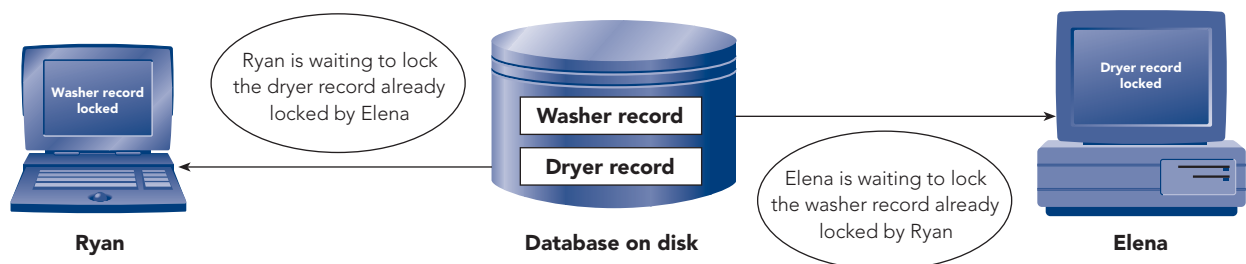 Washer record
locked
Ryan is waiting to lock
the dryer record already
locked by Elena
Washer record
Dryer record
Elena is waiting to lock
the washer record already
locked by Ryan
Dryer record
locked
Ryan
Database on disk
Elena